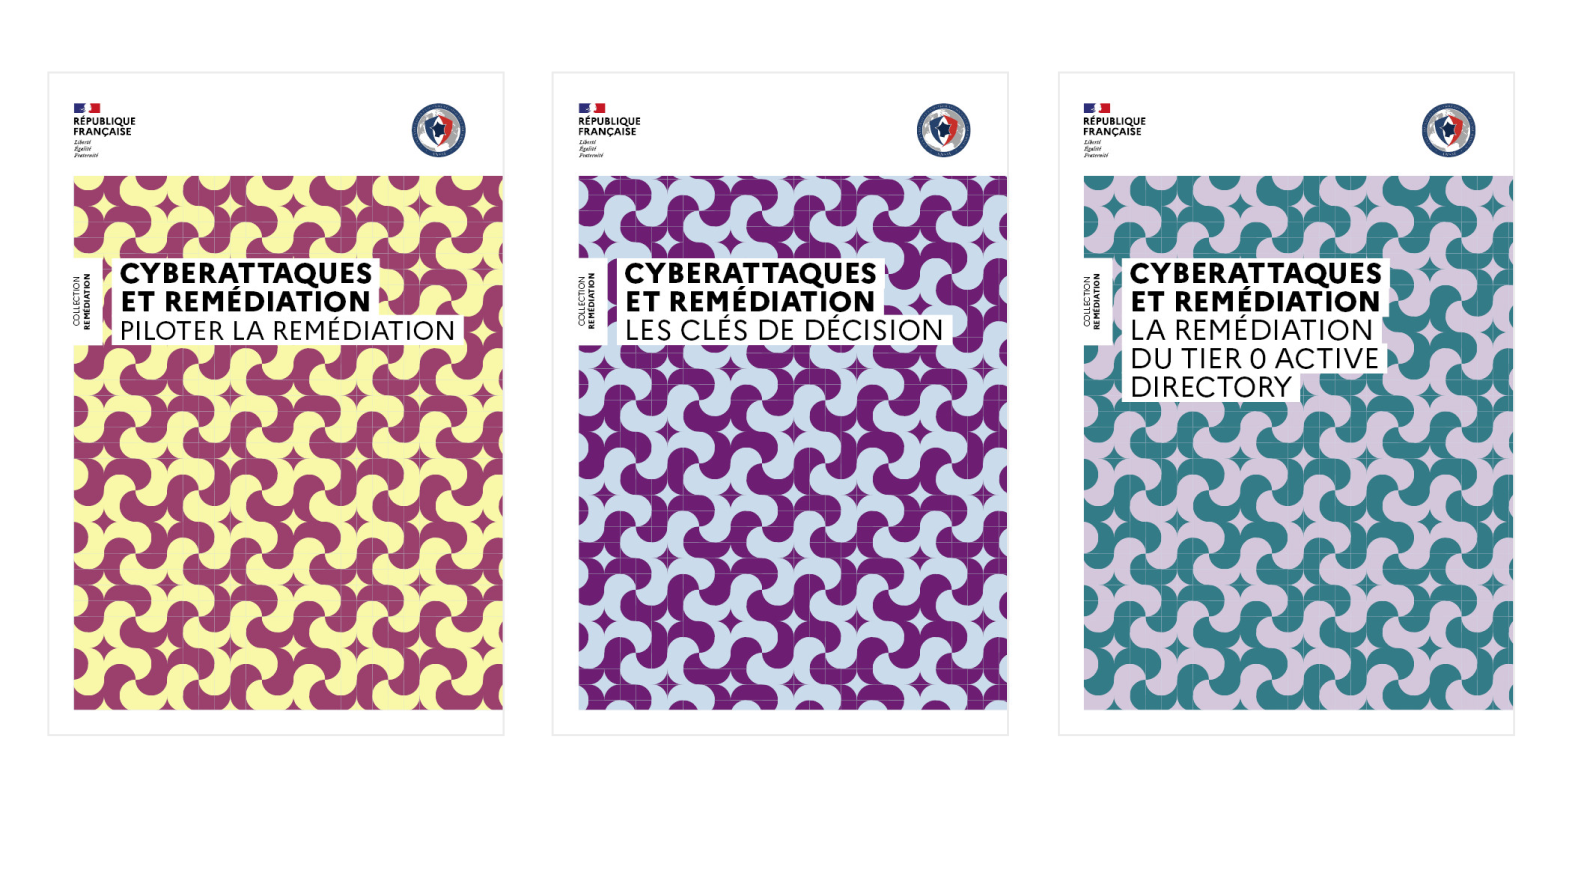 RÉPUBLIQUE
FRANÇAISE
Liberté
Égalité
Fraternité
COLLECTION
REMÉDIATION
CYBERATTAQUES
ET REMÉDIATION
PILOTER LA REMÉDIATION
RÉPUBLIQUE
FRANÇAISE
Liberté
Égalité
Fraternité
COLLECTION
REMÉDIATION
CYBERATTAQUES
ET REMÉDIATION
LES CLÉS DE DÉCISION
RÉPUBLIQUE
FRANÇAISE
Liberté
Égalité
Fraternité
COLLECTION
REMÉDIATION
CYBERATTAQUES
ET REMÉDIATION
LA REMÉDIATION
DU TIER 0 ACTIVE
DIRECTORY